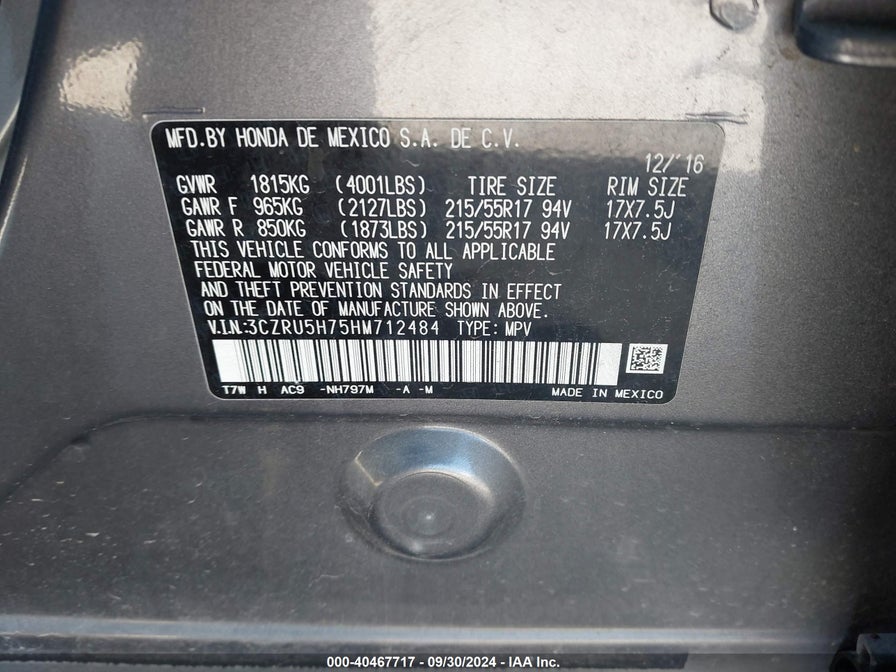 MFD.BY HONDA DE MEXICO S.A. DE C.V.
12/'16
GVWR 1815KG (4001LBS) TIRE SIZE RIM SIZE
GAWR F 965KG (2127LBS) 215/55R17 94V 17X7.5J
GAWR R 850KG (1873LBS) 215/55R17 94V 17X7.5J
THIS VEHICLE CONFORMS TO ALL APPLICABLE
FEDERAL MOTOR VEHICLE SAFETY
AND THEFT PREVENTION STANDARDS IN EFFECT
ON THE DATE OF MANUFACTURE SHOWN ABOVE.
V.I.N:3CZRU5H75HM712484 TYPE: MPV
T7W H AC9 -NH797M -A -M MADE IN MEXICO
000-40467717 - 09/30/2024 - IAA Inc.